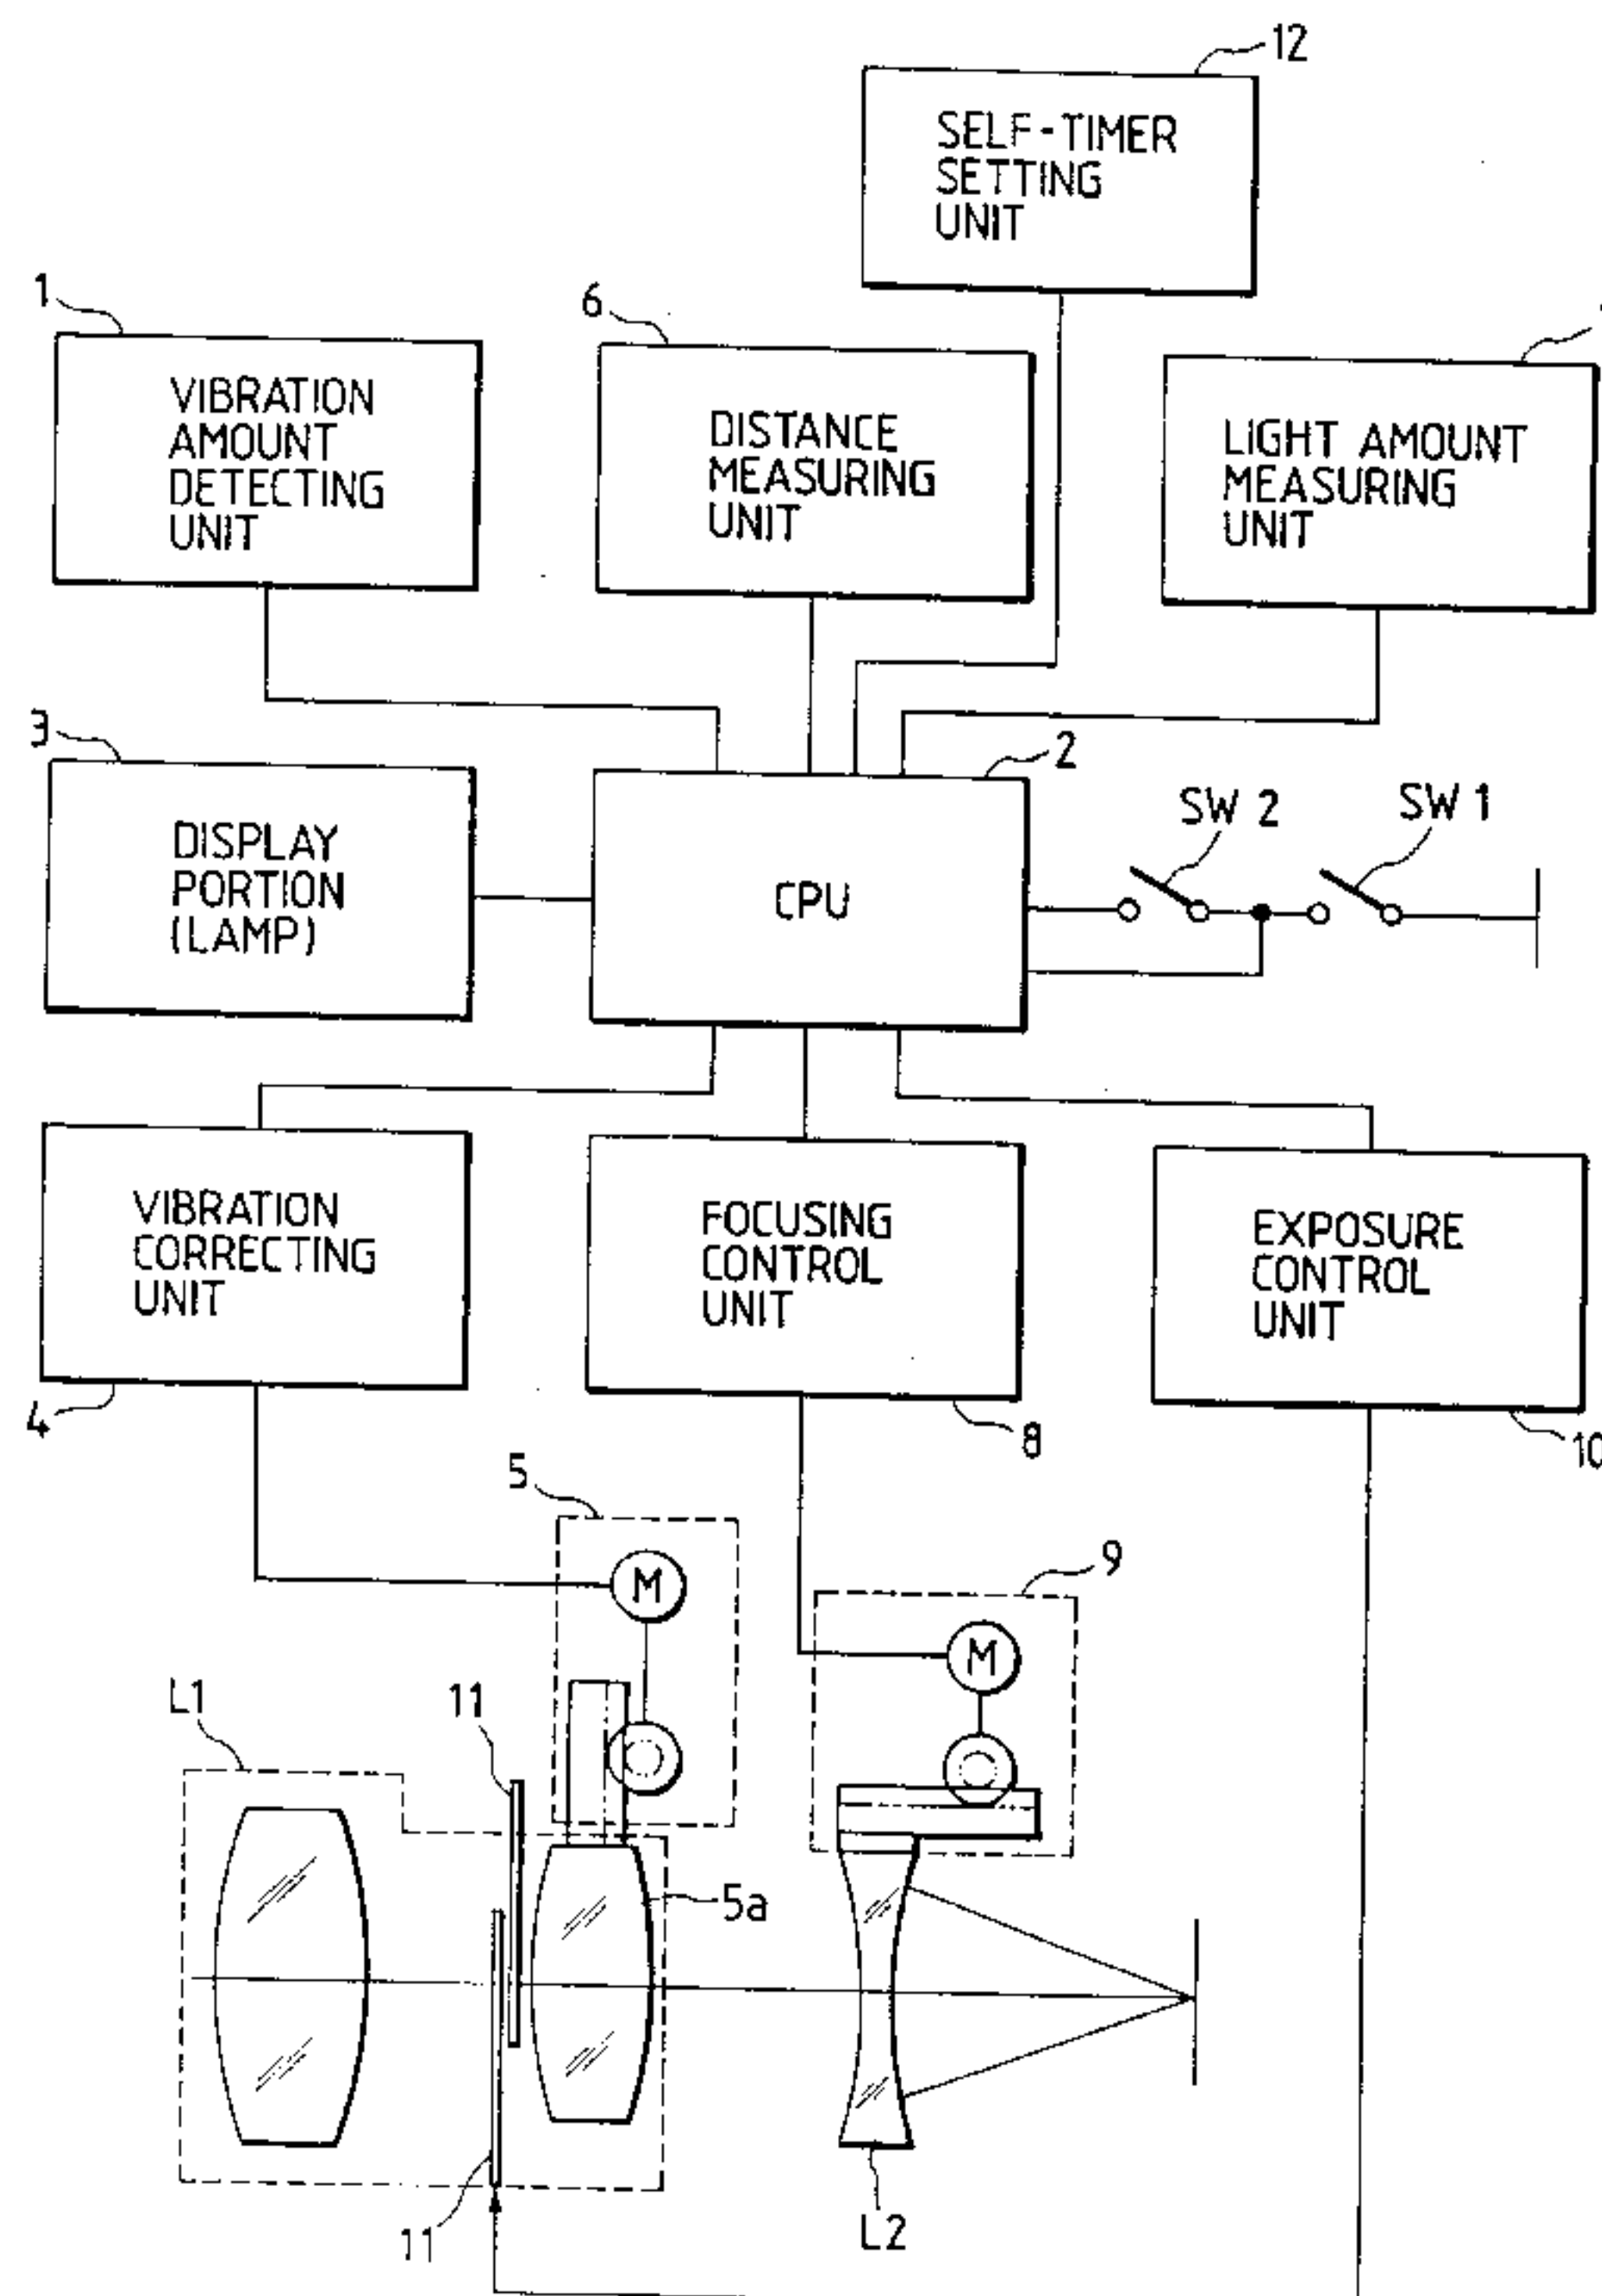 12
SELF-TIMER
SETTING
UNIT
1
6
VIBRATION
AMOUNT
DETECTING
UNIT
DISTANCE
MEASURING
UNIT
LIGHT AMOUNT
MEASURING
UNIT
3
2
DISPLAY
PORTION
(LAMP)
CPU
SW 2
SW 1
VIBRATION
CORRECTING
UNIT
FOCUSING
CONTROL
UNIT
EXPOSURE
CONTROL
UNIT
4
8
10
5
M
9
M
L1
11
5a
11
L2